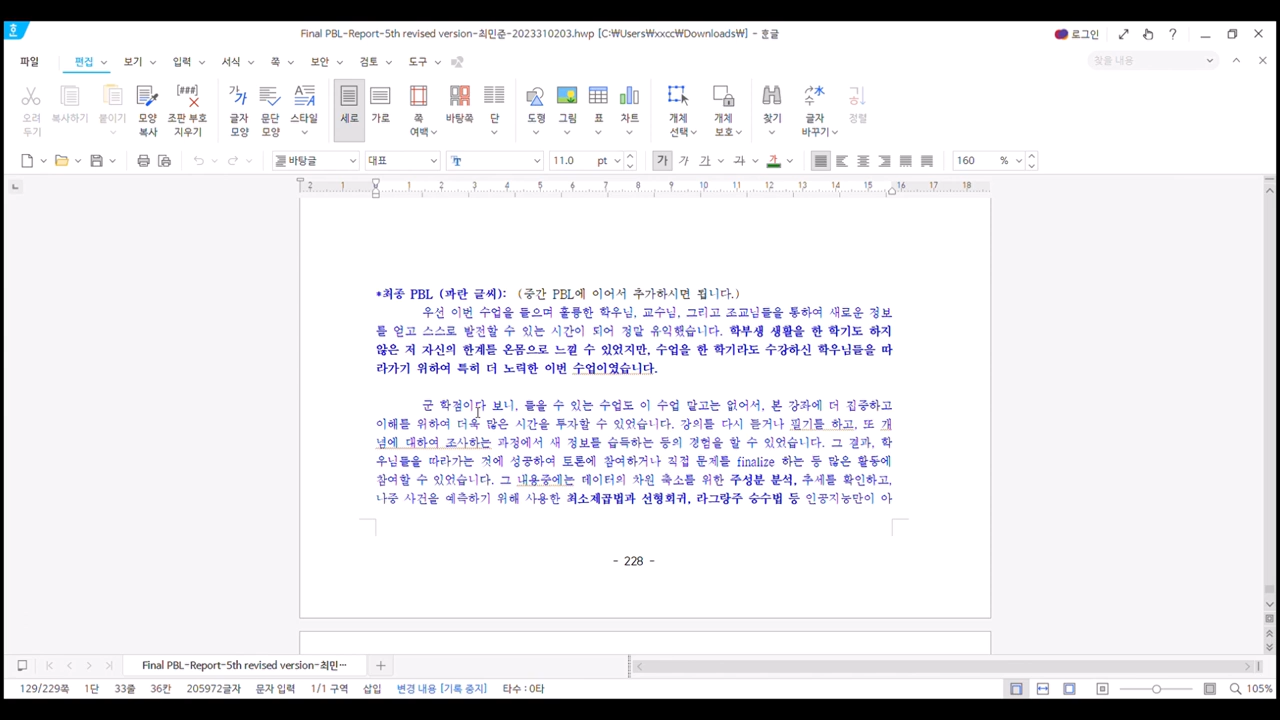 Final PBL-Report-5th revised version-최민준-2023310203.hwp [C:₩Users₩xxcc₩Downloads₩] - 훈글
로그인
파일 편집 보기 입력 서식 쪽 보안 검토 도구 찾을 내용
오려 두기 복사하기 붙이기 모양 복사 조판 부호 지우기 글자 모양 문단 모양 스타일 세로 가로 쪽 여백 바탕쪽 단 도형 그림 표 차트 개체 선택 개체 보호 찾기 글자 바꾸기 정렬
바탕글 대표 11.0 pt 가 가 가 가 가 160 %
2 1 1 2 3 4 5 6 7 8 9 10 11 12 13 14 15 16 17 18
*최종 PBL (파란 글씨): (중간 PBL에 이어서 추가하시면 됩니다.)
우선 이번 수업을 들으며 훌륭한 학우님, 교수님, 그리고 조교님들을 통하여 새로운 정보
를 얻고 스스로 발전할 수 있는 시간이 되어 정말 유익했습니다. 학부생 생활을 한 학기도 하지
않은 저 자신의 한계를 온몸으로 느낄 수 있었지만, 수업을 한 학기라도 수강하신 학우님들을 따
라가기 위하여 특히 더 노력한 이번 수업이었습니다.
군 학점이다 보니, 들을 수 있는 수업도 이 수업 말고는 없어서, 본 강좌에 더 집중하고
이해를 위하여 더욱 많은 시간을 투자할 수 있었습니다. 강의를 다시 듣거나 필기를 하고, 또 개
념에 대하여 조사하는 과정에서 새 정보를 습득하는 등의 경험을 할 수 있었습니다. 그 결과, 학
우님들을 따라가는 것에 성공하여 토론에 참여하거나 직접 문제를 finalize 하는 등 많은 활동에
참여할 수 있었습니다. 그 내용중에는 데이터의 차원 축소를 위한 주성분 분석, 추세를 확인하고,
나중 사건을 예측하기 위해 사용한 최소제곱법과 선형회귀, 라그랑주 승수법 등 인공지능만이 아
- 228 -
Final PBL-Report-5th revised version-최민···
129/229쪽 1단 33줄 36칸 205972글자 문자 입력 1/1 구역 삽입 변경 내용 [기록 중지] 타수 : 0타 105%